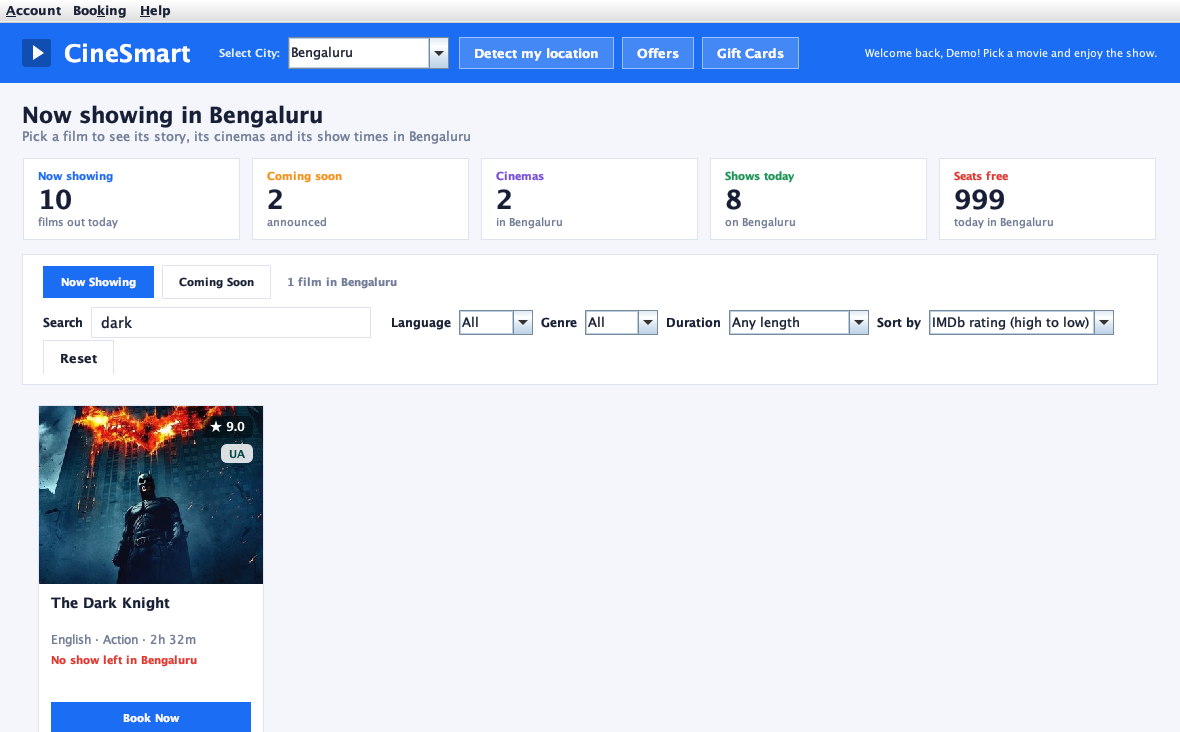 Account Booking Help
CineSmart Select City: Bengaluru Detect my location Offers Gift Cards Welcome back, Demo! Pick a movie and enjoy the show.
Now showing in Bengaluru
Pick a film to see its story, its cinemas and its show times in Bengaluru
Now showing
10
films out today
Coming soon
2
announced
Cinemas
2
in Bengaluru
Shows today
8
on Bengaluru
Seats free
999
today in Bengaluru
Now Showing Coming Soon 1 film in Bengaluru
Search dark Language All Genre All Duration Any length Sort by IMDb rating (high to low)
Reset
★ 9.0
UA
The Dark Knight
English · Action · 2h 32m
No show left in Bengaluru
Book Now